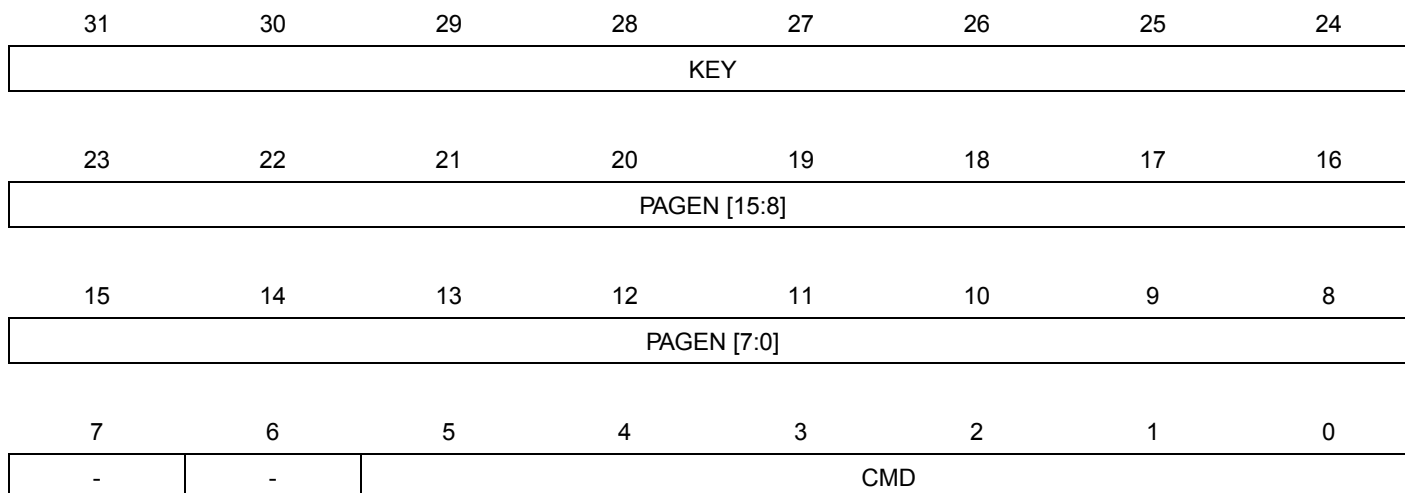 31 30 29 28 27 26 25 24
KEY
23 22 21 20 19 18 17 16
PAGEN [15:8]
15 14 13 12 11 10 9 8
PAGEN [7:0]
7 6 5 4 3 2 1 0
- - CMD